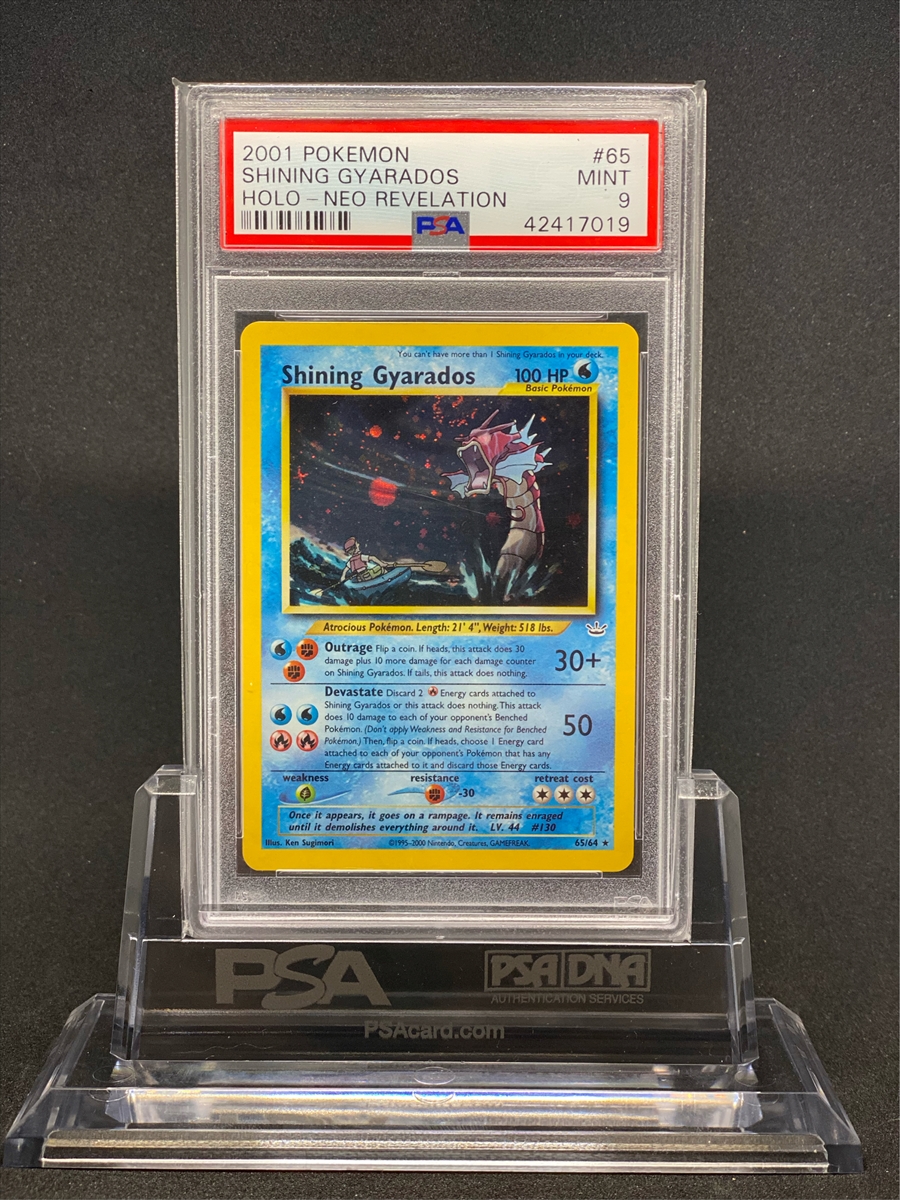 2001 POKEMON #65
SHINING GYARADOS MINT
HOLO - NEO REVELATION 9
PSA 42417019
You can't have more than 1 Shining Gyarados in your deck.
Shining Gyarados 100 HP
Basic Pokémon
Atrocious Pokémon. Length: 21' 4", Weight: 518 lbs.
Outrage Flip a coin. If heads, this attack does 30
damage plus 10 more damage for each damage counter
on Shining Gyarados. If tails, this attack does nothing.
30+
Devastate Discard 2 Energy cards attached to
Shining Gyarados or this attack does nothing. This attack
does 10 damage to each of your opponent's Benched
Pokémon. (Don't apply Weakness and Resistance for Benched
Pokémon.) Then, flip a coin. If heads, choose 1 Energy card
attached to each of your opponent's Pokémon that has any
Energy cards attached to it and discard those Energy cards.
50
weakness resistance retreat cost
-30
Once it appears, it goes on a rampage. It remains enraged
until it demolishes everything around it. LV. 44 #130
Illus. Ken Sugimori ©1995-2000 Nintendo, Creatures, GAMEFREAK. 65/64 ★
PSA
PSA PSA DNA
AUTHENTICATION SERVICES
PSAcard.com